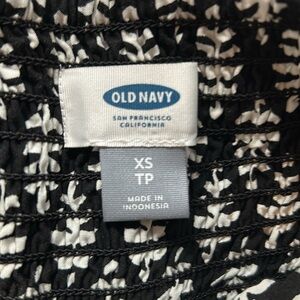 OLD NAVY
SAN FRANCISCO
CALIFORNIA
XS
TP
MADE IN
INDONESIA